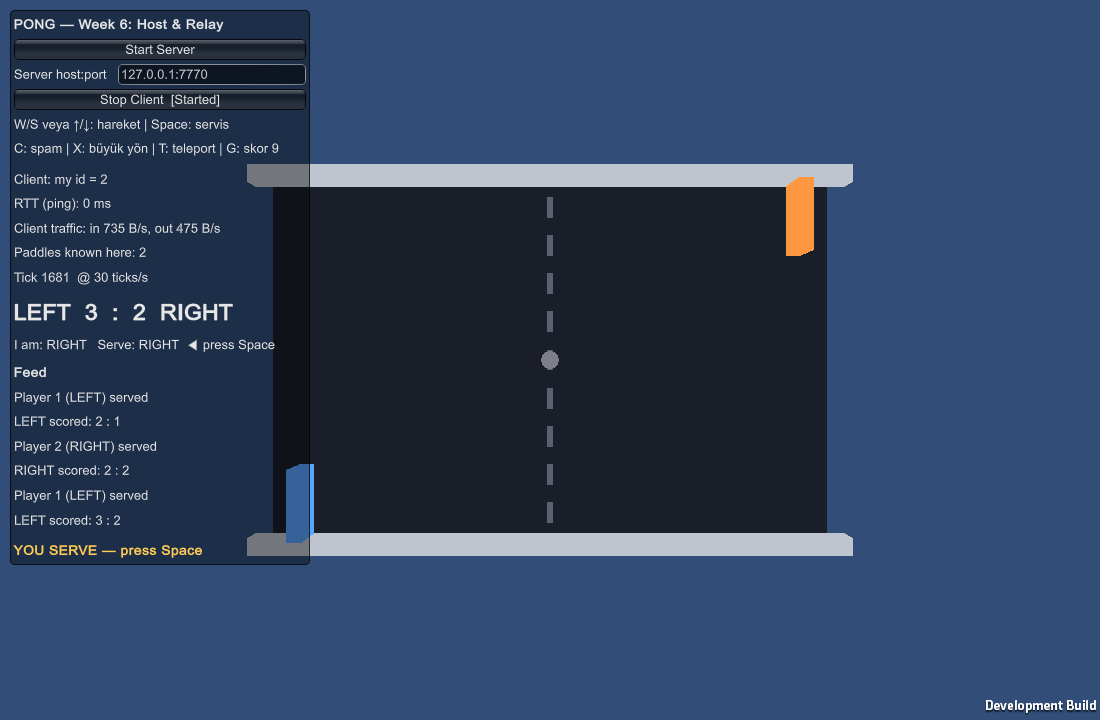 PONG — Week 6: Host & Relay
Start Server
Server host:port 127.0.0.1:7770
Stop Client [Started]
W/S veya ↑/↓: hareket | Space: servis
C: spam | X: büyük yön | T: teleport | G: skor 9
Client: my id = 2
RTT (ping): 0 ms
Client traffic: in 735 B/s, out 475 B/s
Paddles known here: 2
Tick 1681 @ 30 ticks/s
LEFT 3 : 2 RIGHT
I am: RIGHT Serve: RIGHT ◄ press Space
Feed
Player 1 (LEFT) served
LEFT scored: 2 : 1
Player 2 (RIGHT) served
RIGHT scored: 2 : 2
Player 1 (LEFT) served
LEFT scored: 3 : 2
YOU SERVE — press Space
Development Build